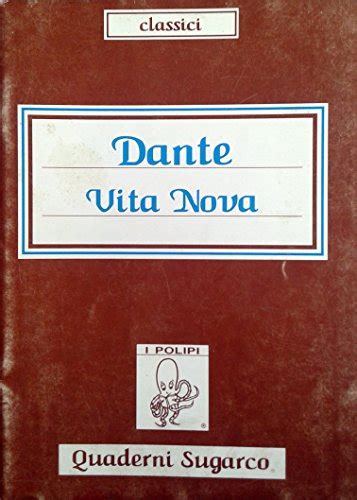 classici
Dante
Vita Nova
I POLIPI
®
Quaderni Sugarco